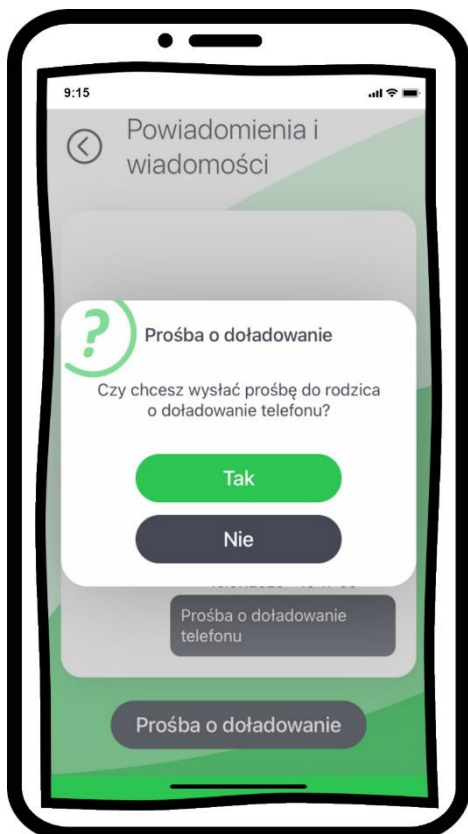 9:15
Powiadomienia i
wiadomości
?
Prośba o doładowanie
Czy chcesz wysłać prośbę do rodzica
o doładowanie telefonu?
Tak
Nie
Prośba o doładowanie
telefonu
Prośba o doładowanie